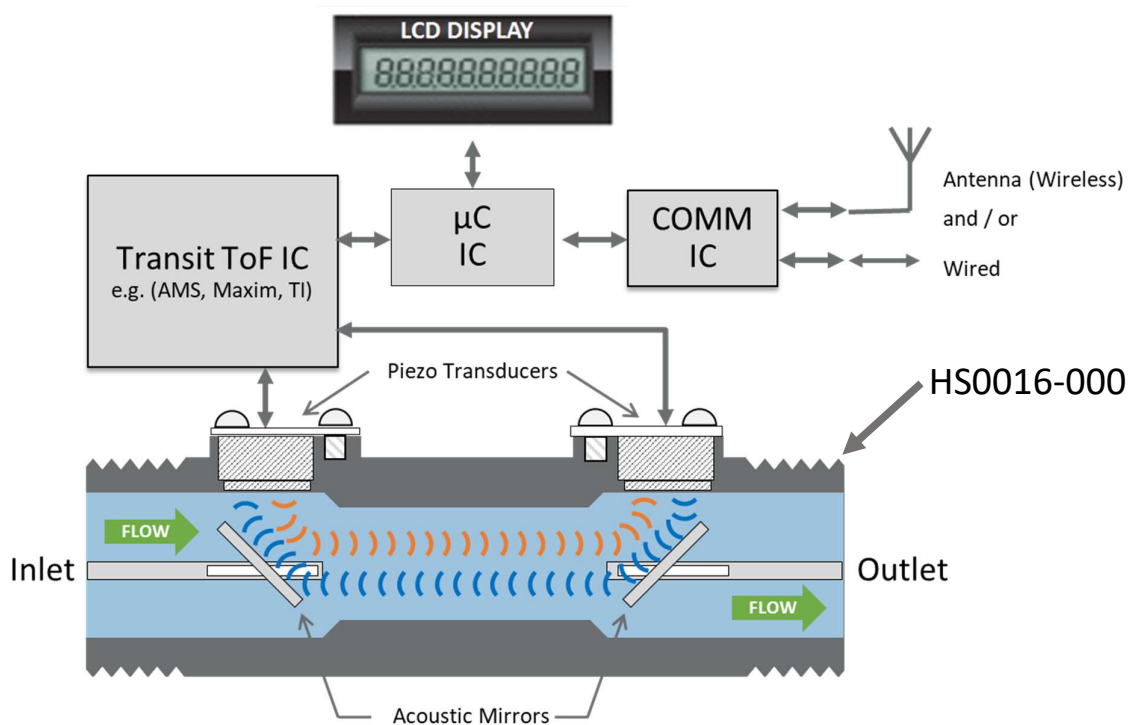 LCD DISPLAY
8.8.8.8.8.8.8.8.8.8
Antenna (Wireless)
and / or
Wired
Transit ToF IC
e.g. (AMS, Maxim, TI)
µC
IC
COMM
IC
Piezo Transducers
HS0016-000
FLOW
Inlet
Outlet
FLOW
Acoustic Mirrors